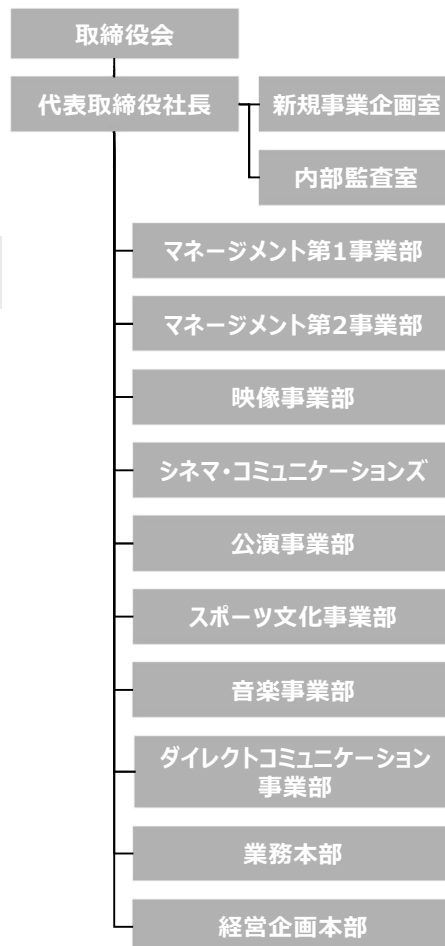 取締役会
代表取締役社長
新規事業企画室
内部監査室
マネージメント第1事業部
マネージメント第2事業部
映像事業部
シネマ・コミュニケーションズ
公演事業部
スポーツ文化事業部
音楽事業部
ダイレクトコミュニケーション
事業部
業務本部
経営企画本部